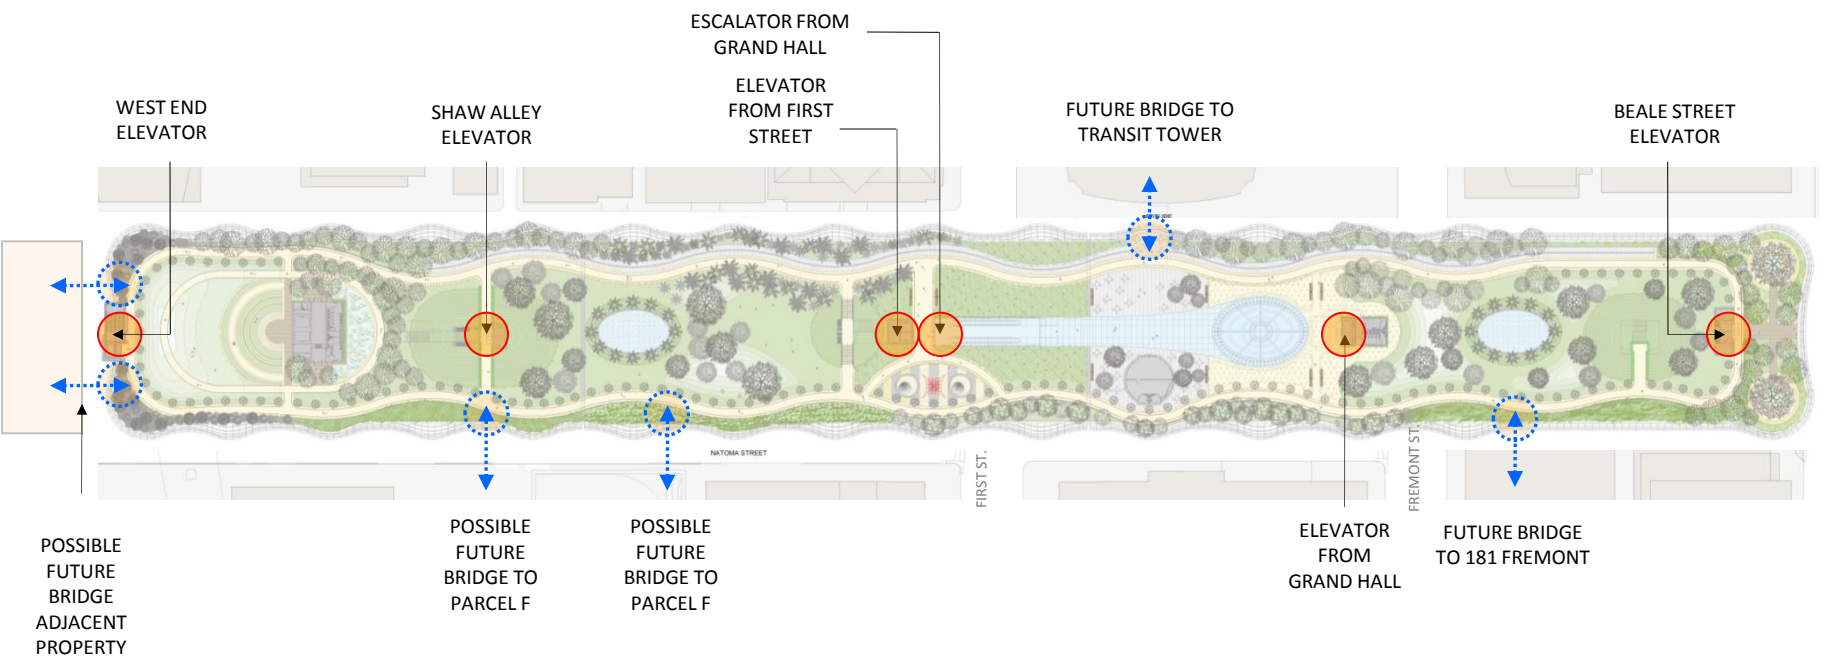 ESCALATOR FROM
GRAND HALL
ELEVATOR
FROM FIRST
STREET
WEST END
ELEVATOR
SHAW ALLEY
ELEVATOR
FUTURE BRIDGE TO
TRANSIT TOWER
BEALE STREET
ELEVATOR
NATOMA STREET
FIRST ST.
FREMONT ST.
POSSIBLE
FUTURE
BRIDGE
ADJACENT
PROPERTY
POSSIBLE
FUTURE
BRIDGE TO
PARCEL F
POSSIBLE
FUTURE
BRIDGE TO
PARCEL F
ELEVATOR
FROM
GRAND HALL
FUTURE BRIDGE
TO 181 FREMONT